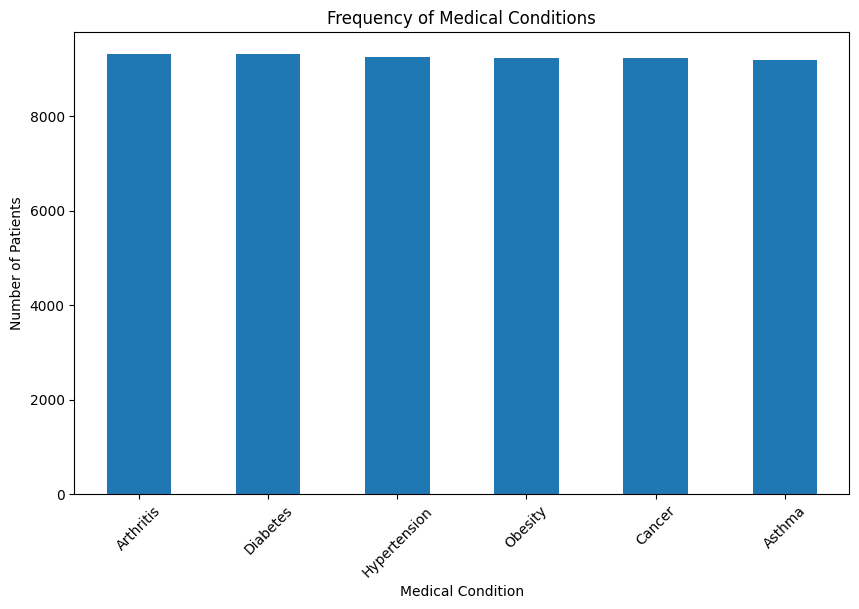 Frequency of Medical Conditions
Number of Patients
8000
6000
4000
2000
0
Arthritis
Diabetes
Hypertension
Obesity
Cancer
Asthma
Medical Condition